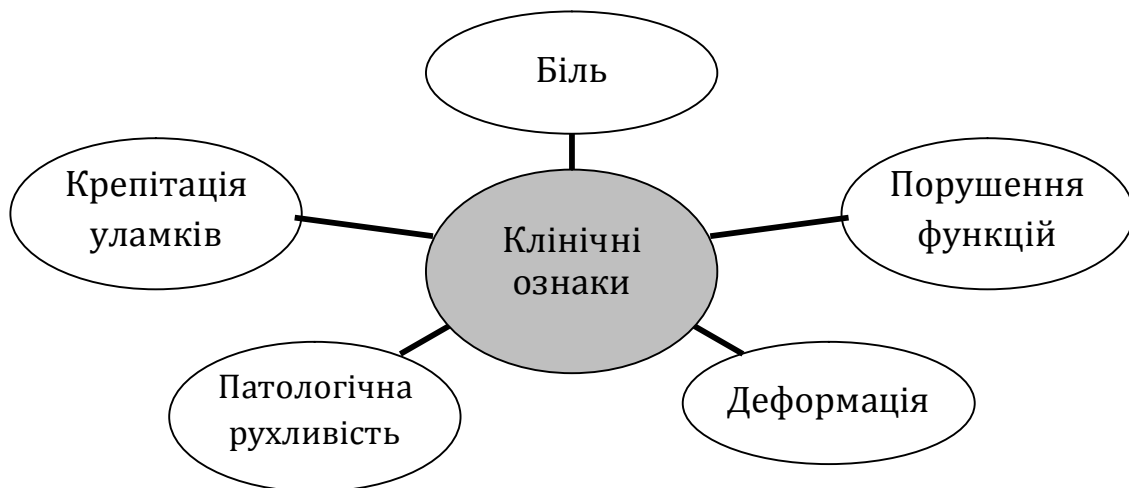 Біль
Крепітація
уламків
Порушення
функцій
Клінічні
ознаки
Патологічна
рухливість
Деформація